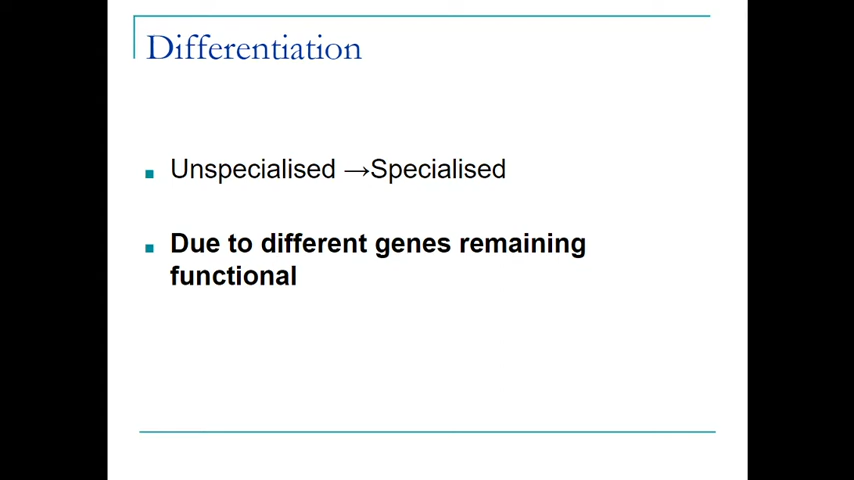 Differentiation
Unspecialised →Specialised
Due to different genes remaining
functional